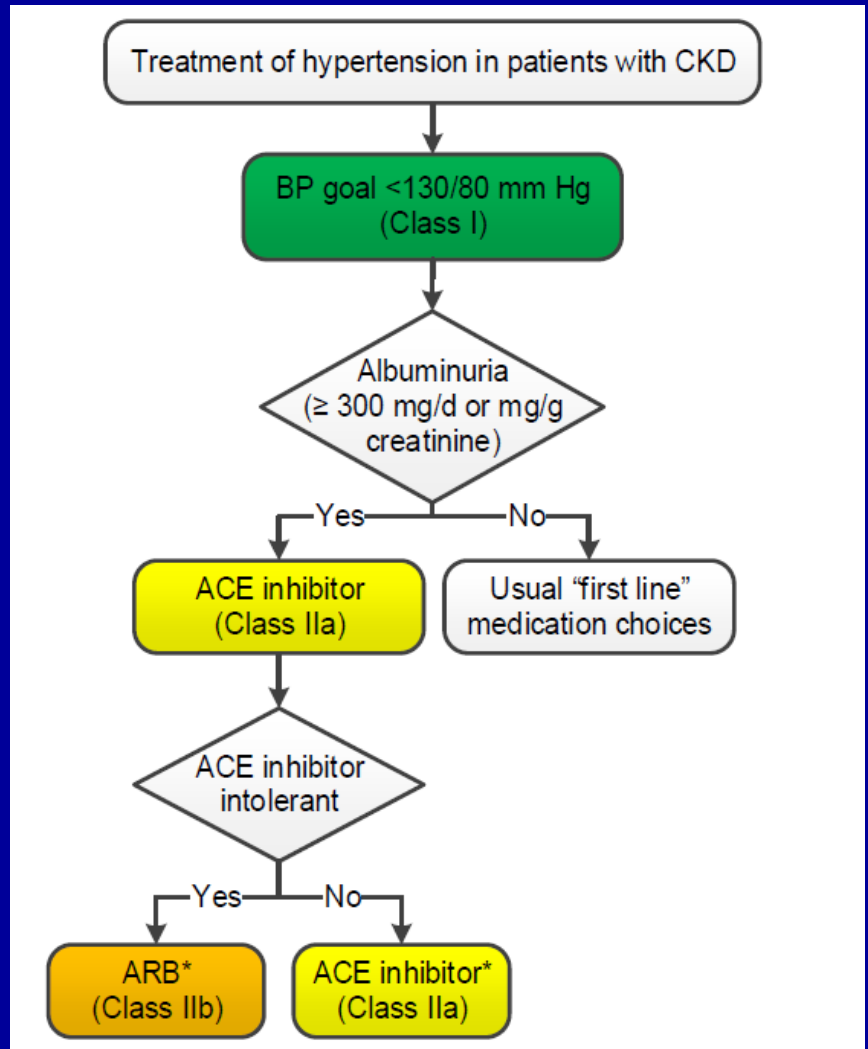 Treatment of hypertension in patients with CKD
BP goal <130/80 mm Hg
(Class I)
Albuminuria
(≥ 300 mg/d or mg/g
creatinine)
Yes
No
ACE inhibitor
(Class IIa)
Usual “first line”
medication choices
ACE inhibitor
intolerant
Yes
No
ARB*
(Class IIb)
ACE inhibitor*
(Class IIa)